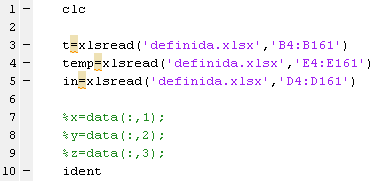 1 – clc
2
3 – t=xlsread('definida.xlsx','B4:B161')
4 – temp=xlsread('definida.xlsx','E4:E161')
5 – in=xlsread('definida.xlsx','D4:D161')
6
7 %x=data(:,1);
8 %y=data(:,2);
9 %z=data(:,3);
10 – ident